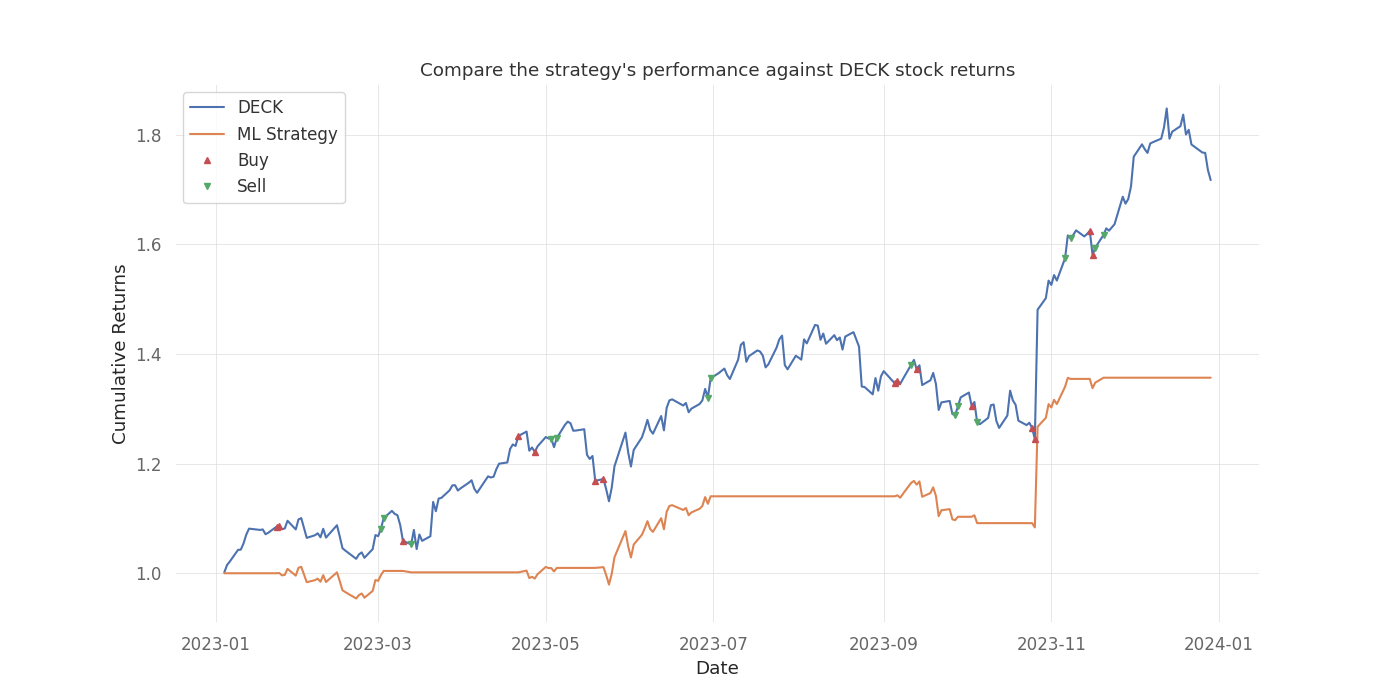 Compare the strategy's performance against DECK stock returns
DECK
ML Strategy
Buy
Sell
Cumulative Returns
1.8
1.6
1.4
1.2
1.0
2023-01 2023-03 2023-05 2023-07 2023-09 2023-11 2024-01
Date